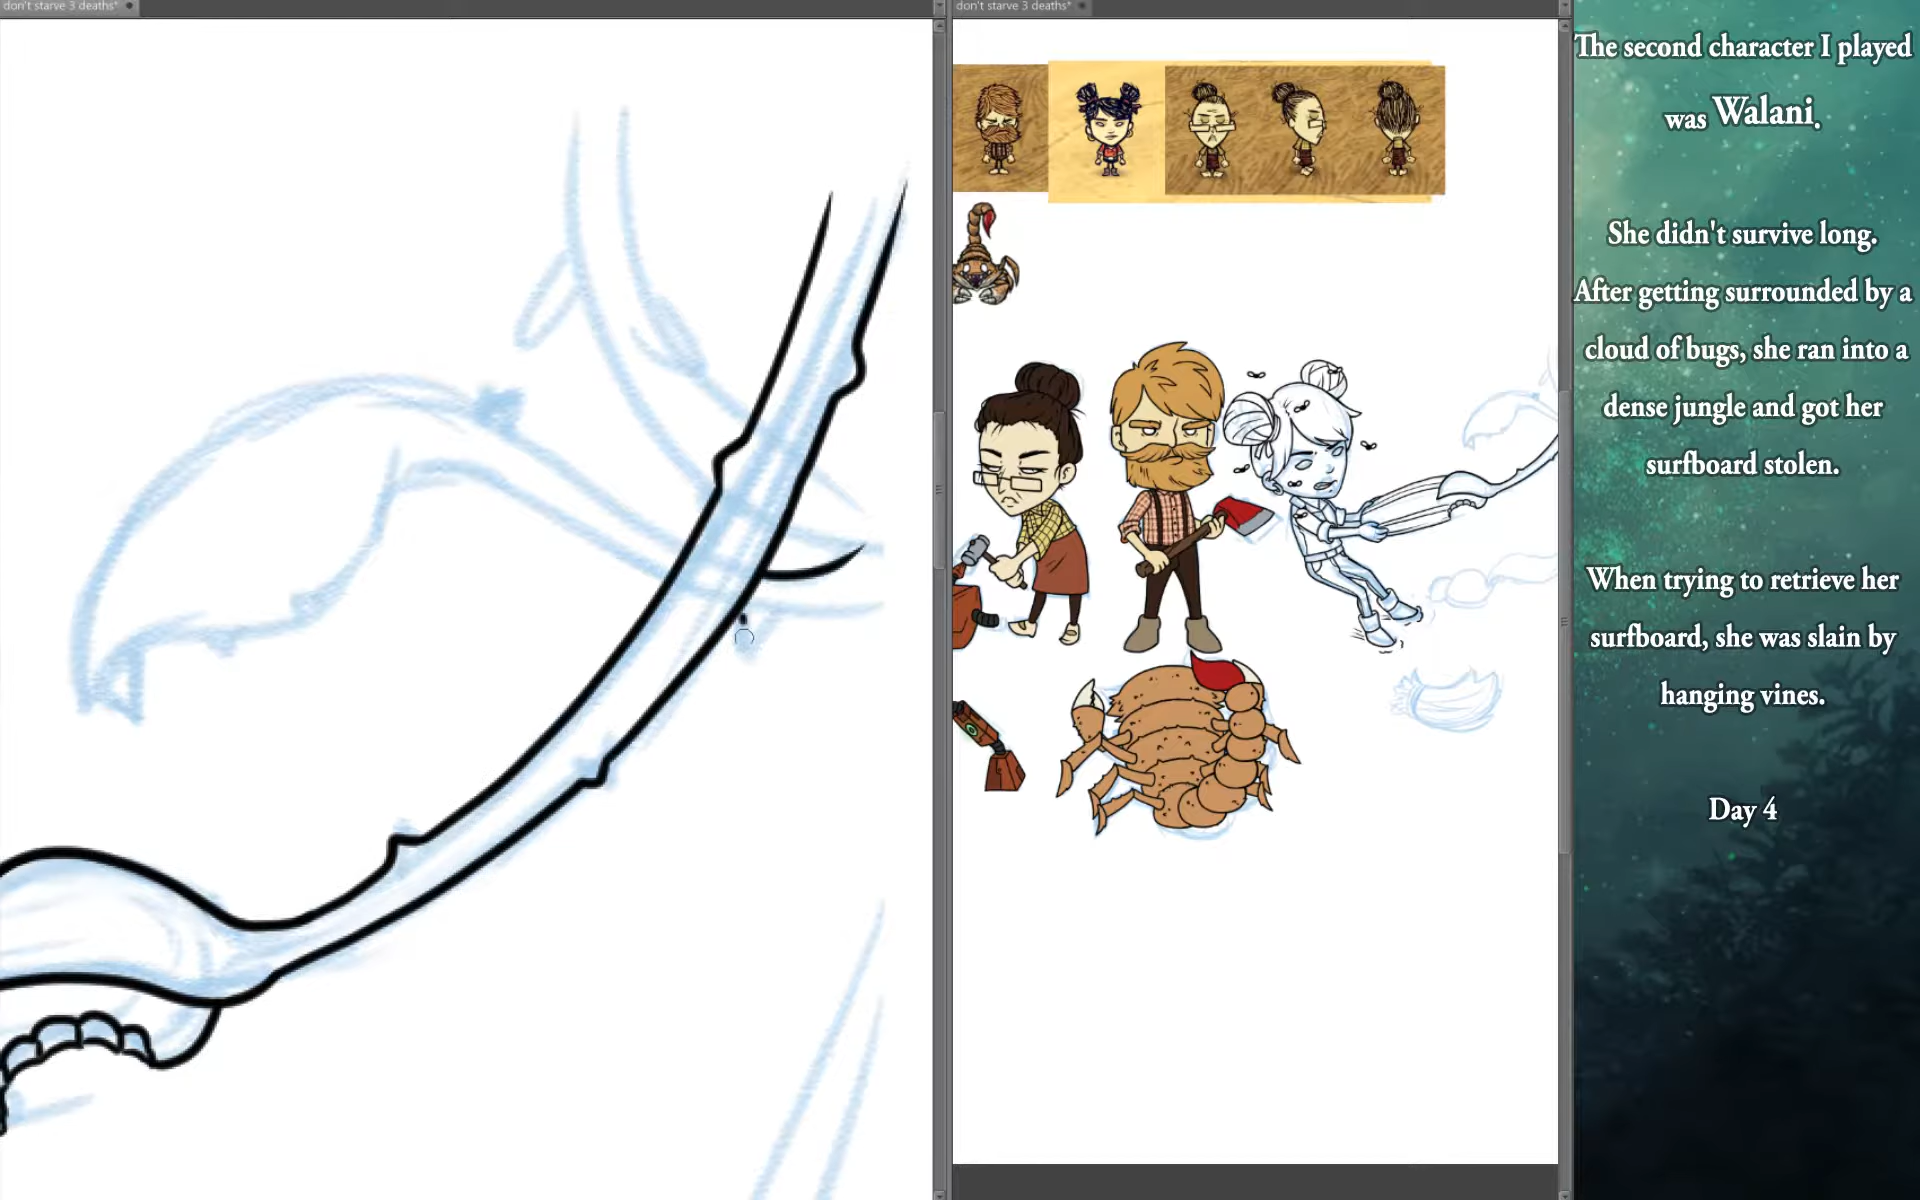 don't starve 3 deaths*
don't starve 3 deaths*
The second character I played
was Walani.
She didn't survive long.
After getting surrounded by a
cloud of bugs, she ran into a
dense jungle and got her
surfboard stolen.
When trying to retrieve her
surfboard, she was slain by
hanging vines.
Day 4